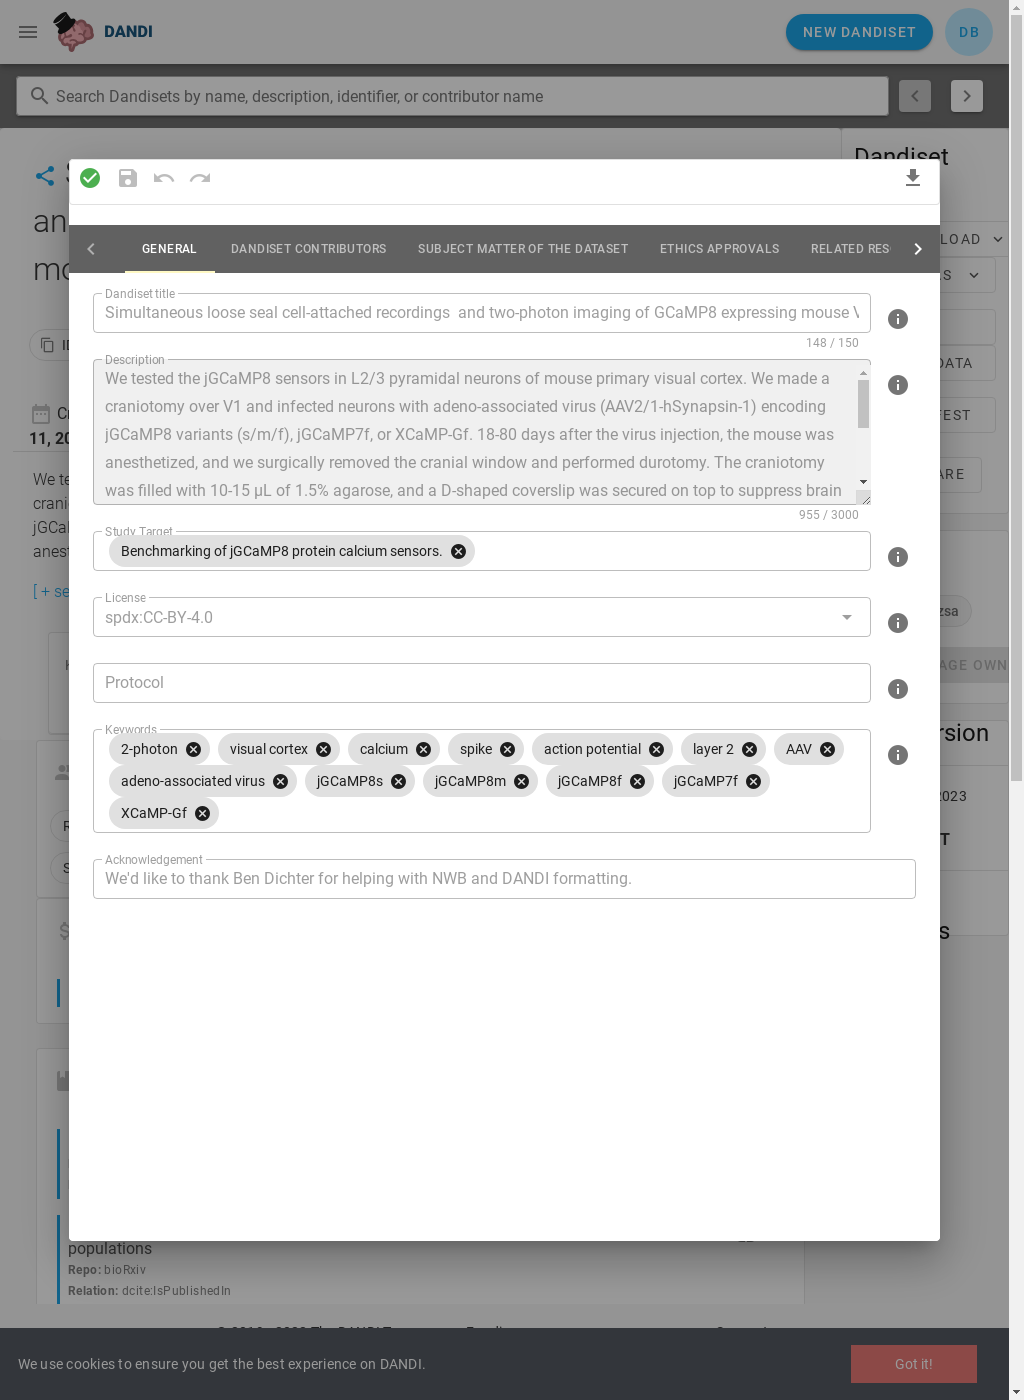 DANDI
NEW DANDISET
DB
Search Dandisets by name, description, identifier, or contributor name
Dandiset
GENERAL
DANDISET CONTRIBUTORS
SUBJECT MATTER OF THE DATASET
ETHICS APPROVALS
RELATED RES
LOAD
Dandiset title
Simultaneous loose seal cell-attached recordings  and two-photon imaging of GCaMP8 expressing mouse V
148 / 150
Description
We tested the jGCaMP8 sensors in L2/3 pyramidal neurons of mouse primary visual cortex. We made a
craniotomy over V1 and infected neurons with adeno-associated virus (AAV2/1-hSynapsin-1) encoding
jGCaMP8 variants (s/m/f), jGCaMP7f, or XCaMP-Gf. 18-80 days after the virus injection, the mouse was
anesthetized, and we surgically removed the cranial window and performed durotomy. The craniotomy
was filled with 10-15 μL of 1.5% agarose, and a D-shaped coverslip was secured on top to suppress brain
955 / 3000
Study Target
Benchmarking of jGCaMP8 protein calcium sensors.
License
spdx:CC-BY-4.0
Protocol
Keywords
2-photon visual cortex calcium spike action potential layer 2 AAV
adeno-associated virus jGCaMP8s jGCaMP8m jGCaMP8f jGCaMP7f
XCaMP-Gf
Acknowledgement
We'd like to thank Ben Dichter for helping with NWB and DANDI formatting.
an
mo
11, 20
We te
crani
jGCa
anest
[ + se
DATA
EST
ARE
zsa
AGE OWN
rsion
2023
T
s
populations
Repo: bioRxiv
Relation: dcite:IsPublishedIn
We use cookies to ensure you get the best experience on DANDI.
Got it!